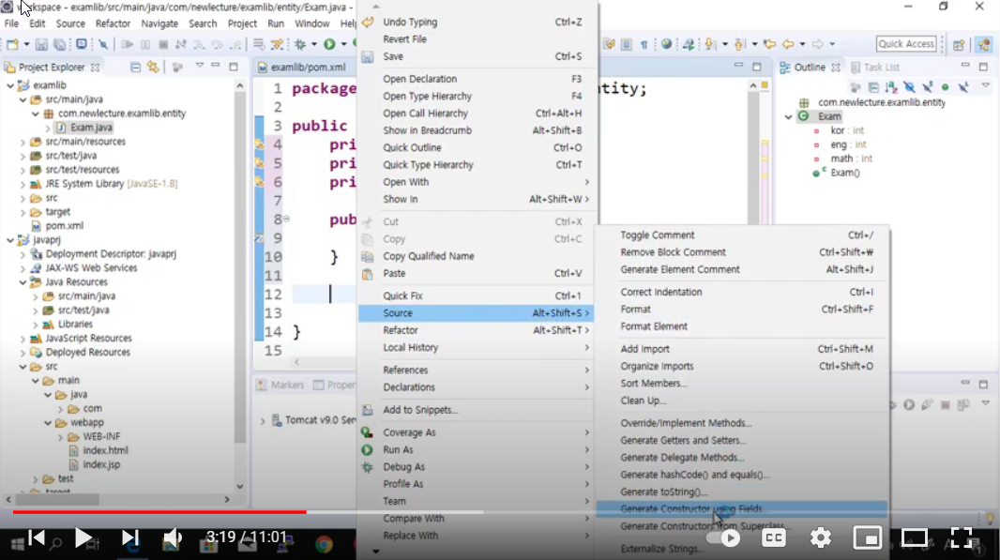 workspace - examlib/src/main/java/com/newlecture/examlib/entity/Exam.java -
File Edit Source Refactor Navigate Search Project Run Window Help
Quick Access
Project Explorer
examlib
src/main/java
com.newlecture.examlib.entity
Exam.java
src/main/resources
src/test/java
src/test/resources
JRE System Library [JavaSE-1.8]
src
target
pom.xml
javaprj
Deployment Descriptor: javaprj
JAX-WS Web Services
Java Resources
src/main/java
src/test/java
Libraries
JavaScript Resources
Deployed Resources
src
main
java
com
webapp
WEB-INF
index.html
index.jsp
test
target
examlib/pom.xml
1 package entity;
2
3 public
4 pri
5 pri
6 pri
7
8 pub
9
10 }
11
12
13
14 }
15
Markers Proper
Tomcat v9.0 Ser
Undo Typing Ctrl+Z
Revert File
Save Ctrl+S
Open Declaration F3
Open Type Hierarchy F4
Open Call Hierarchy Ctrl+Alt+H
Show in Breadcrumb Alt+Shift+B
Quick Outline Ctrl+O
Quick Type Hierarchy Ctrl+T
Open With
Show In Alt+Shift+W
Cut Ctrl+X
Copy Ctrl+C
Copy Qualified Name
Paste Ctrl+V
Quick Fix Ctrl+1
Source Alt+Shift+S
Refactor Alt+Shift+T
Local History
References
Declarations
Add to Snippets...
Coverage As
Run As
Debug As
Profile As
Team
Compare With
Replace With
Toggle Comment Ctrl+/
Remove Block Comment Ctrl+Shift+₩
Generate Element Comment Alt+Shift+J
Correct Indentation Ctrl+I
Format Ctrl+Shift+F
Format Element
Add Import Ctrl+Shift+M
Organize Imports Ctrl+Shift+O
Sort Members...
Clean Up...
Override/Implement Methods...
Generate Getters and Setters...
Generate Delegate Methods...
Generate hashCode() and equals()...
Generate toString()...
Generate Constructor using Fields...
Generate Constructors from Superclass...
Externalize Strings...
Outline Task List
com.newlecture.examlib.entity
Exam
kor : int
eng : int
math : int
Exam()
3:19 / 11:01
CC